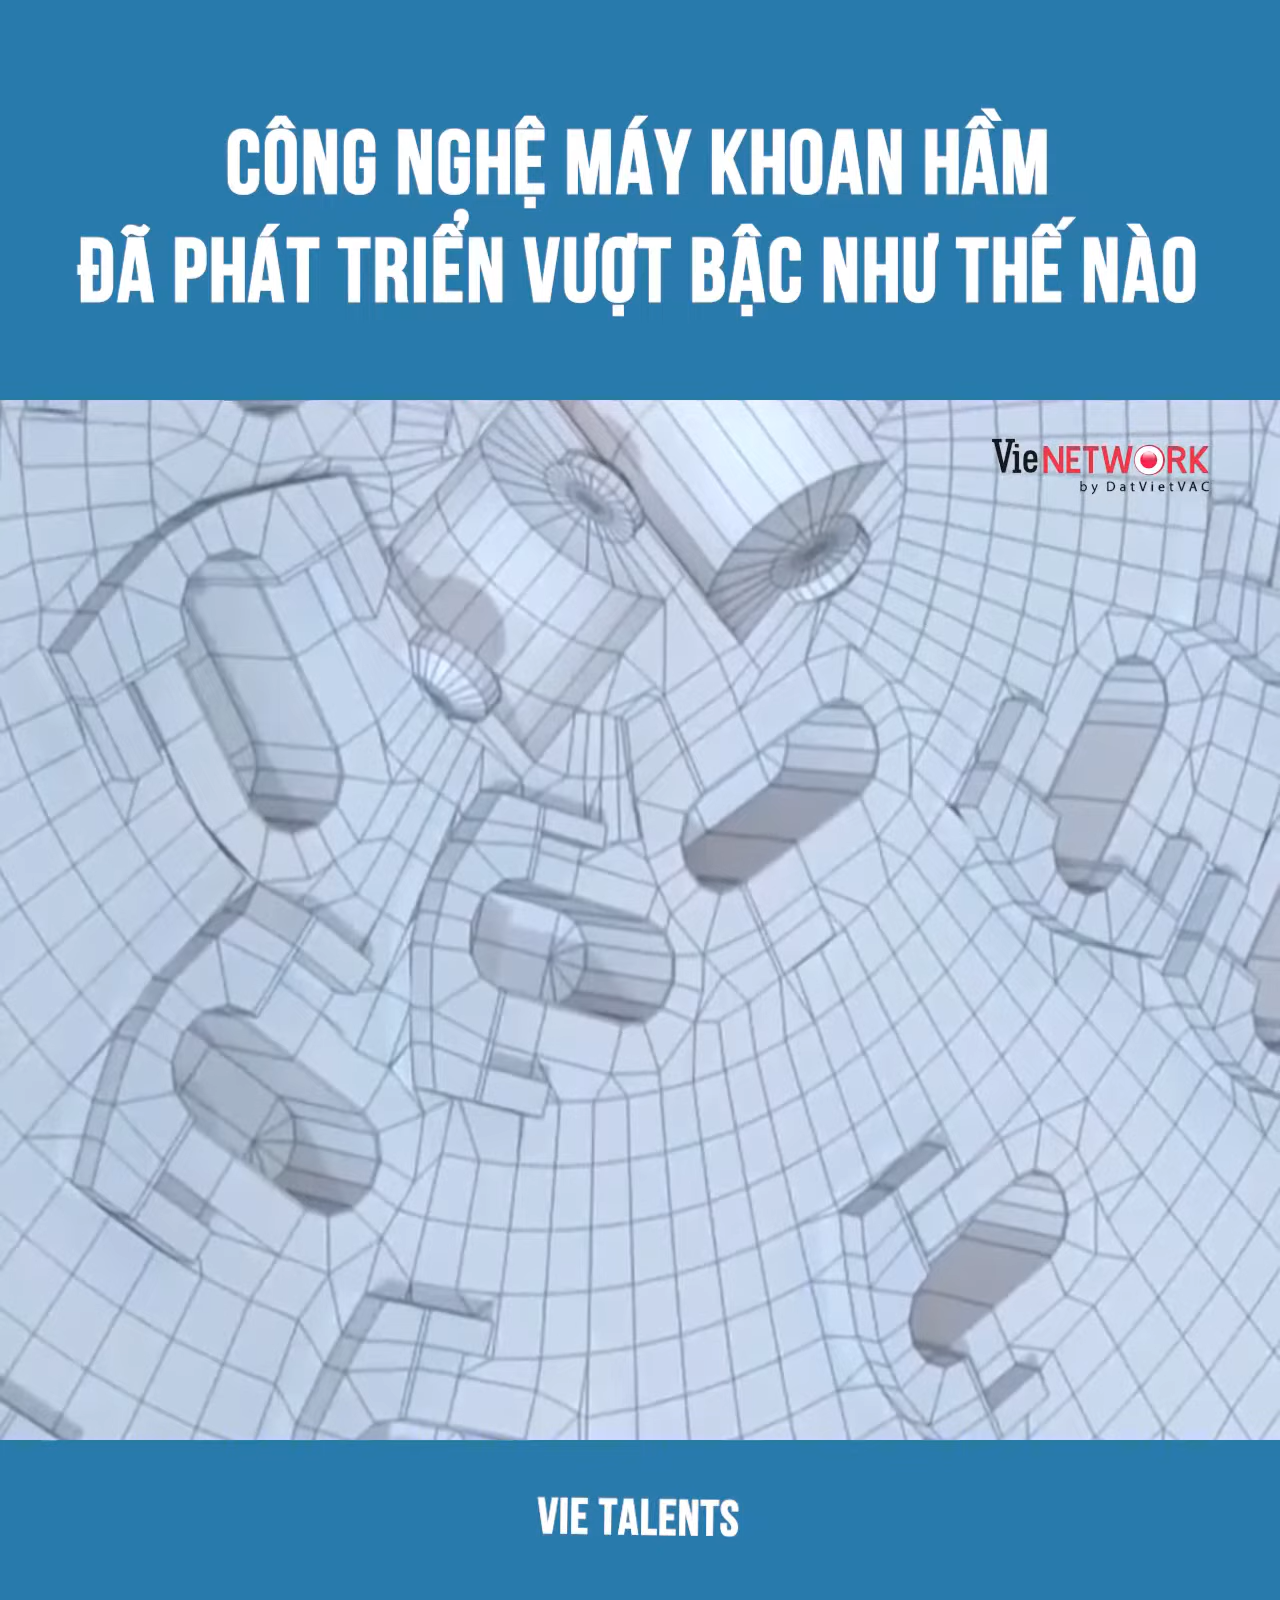 CÔNG NGHỆ MÁY KHOAN HẦM
ĐÃ PHÁT TRIỂN VƯỢT BẬC NHƯ THẾ NÀO
VieNETWORK
by DatVietVAC
VIE TALENTS